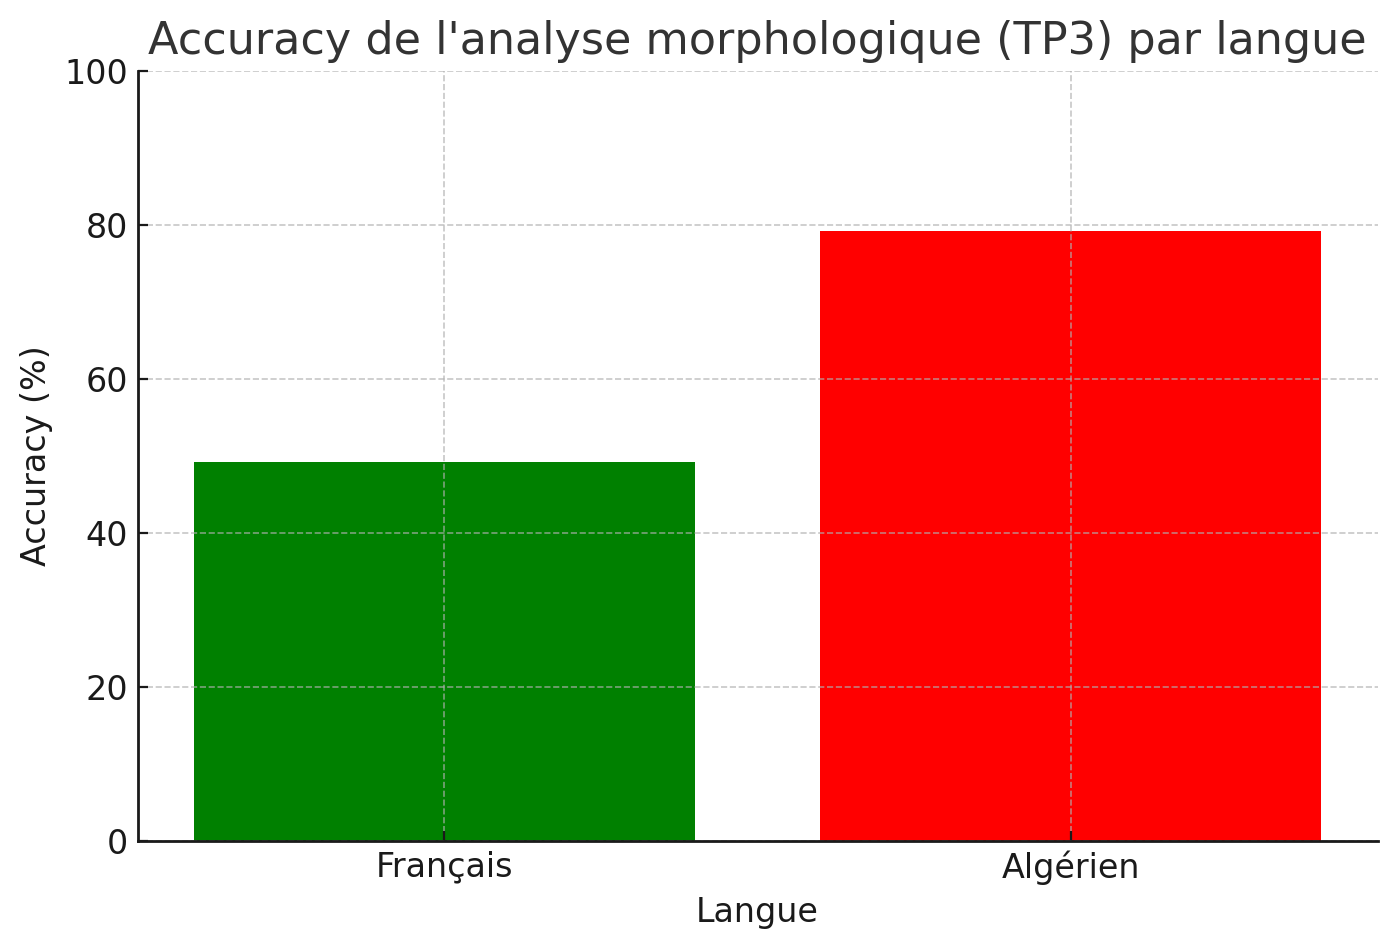 Accuracy de l'analyse morphologique (TP3) par langue
100
80
60
40
20
0
Accuracy (%)
Français
Algérien
Langue